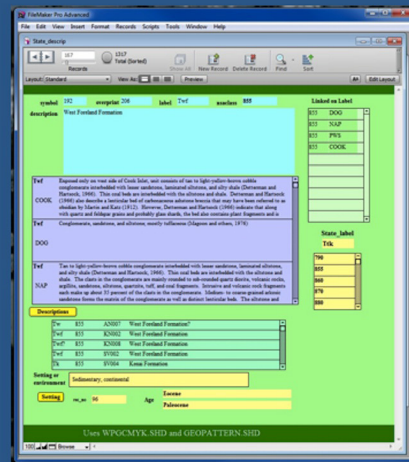 FileMaker Pro Advanced
File Edit View Insert Format Records Scripts Tools Window Help
State_descrip
167
1317
Total (Sorted)
Records
Show All New Record Delete Record Find Sort
Layout: Standard View As: Preview Aa Edit Layout
symbol 192 overprint 206 label Twf nsaclass 855 Linked on Label
description West Foreland Formation
855 DOG
855 NAP
855 PWS
855 COOK
Twf
COOK
Exposed only on west side of Cook Inlet, unit consists of tan to light-yellow-brown cobble
conglomerate interbedded with lesser sandstone, laminated siltstone, and silty shale (Detterman and
Hartsock, 1966). Thin coal beds are interbedded with the siltstone and shale. Detterman and Hartsock
(1966) also describe a lenticular bed of carbonaceous
obsidian by Martin and Katz (1912). However, Detterman and Hartsock (1966) indicate that along
with quartz and feldspar grains and probably glass shards, the bed also contains plant fragments and is
Twf
DOG
Conglomerate, sandstone, and siltstone; mostly tuffaceous (Magoon and others, 1976)
State_label
Ttk
790
855
860
870
880
Twf
NAP
Tan to light-yellow-brown cobble conglomerate interbedded with lesser sandstone, laminated siltstone,
and silty shale (Detterman and Hartsock, 1966). Thin coal beds are interbedded with the siltstone and
shale. The clasts in the conglomerate are mainly rounded to sub-rounded quartz diorite, volcanic rocks,
argillite, sandstone, siltstone, quartzite, tuff, and coal fragments. Intrusive and volcanic rock fragments
each make up about 35 percent of the clasts in the conglomerate. Medium- to coarse-grained arkosic
sandstone forms the matrix of the conglomerate as well as distinct lenticular beds. The siltstone and
Descriptions
Tw 855 AN007 West Foreland Formation?
Twf 855 KN002 West Foreland Formation
Twf? 855 KN008 West Foreland Formation
Twf 855 SV002 West Foreland Formation
Tk 855 SV004 Kenai Formation
Setting or
environment Sedimentary, continental
Setting 96 Age Eocene
Paleocene
Uses WPGCMYK.SHD and GEOPATTERN.SHD
100 Browse